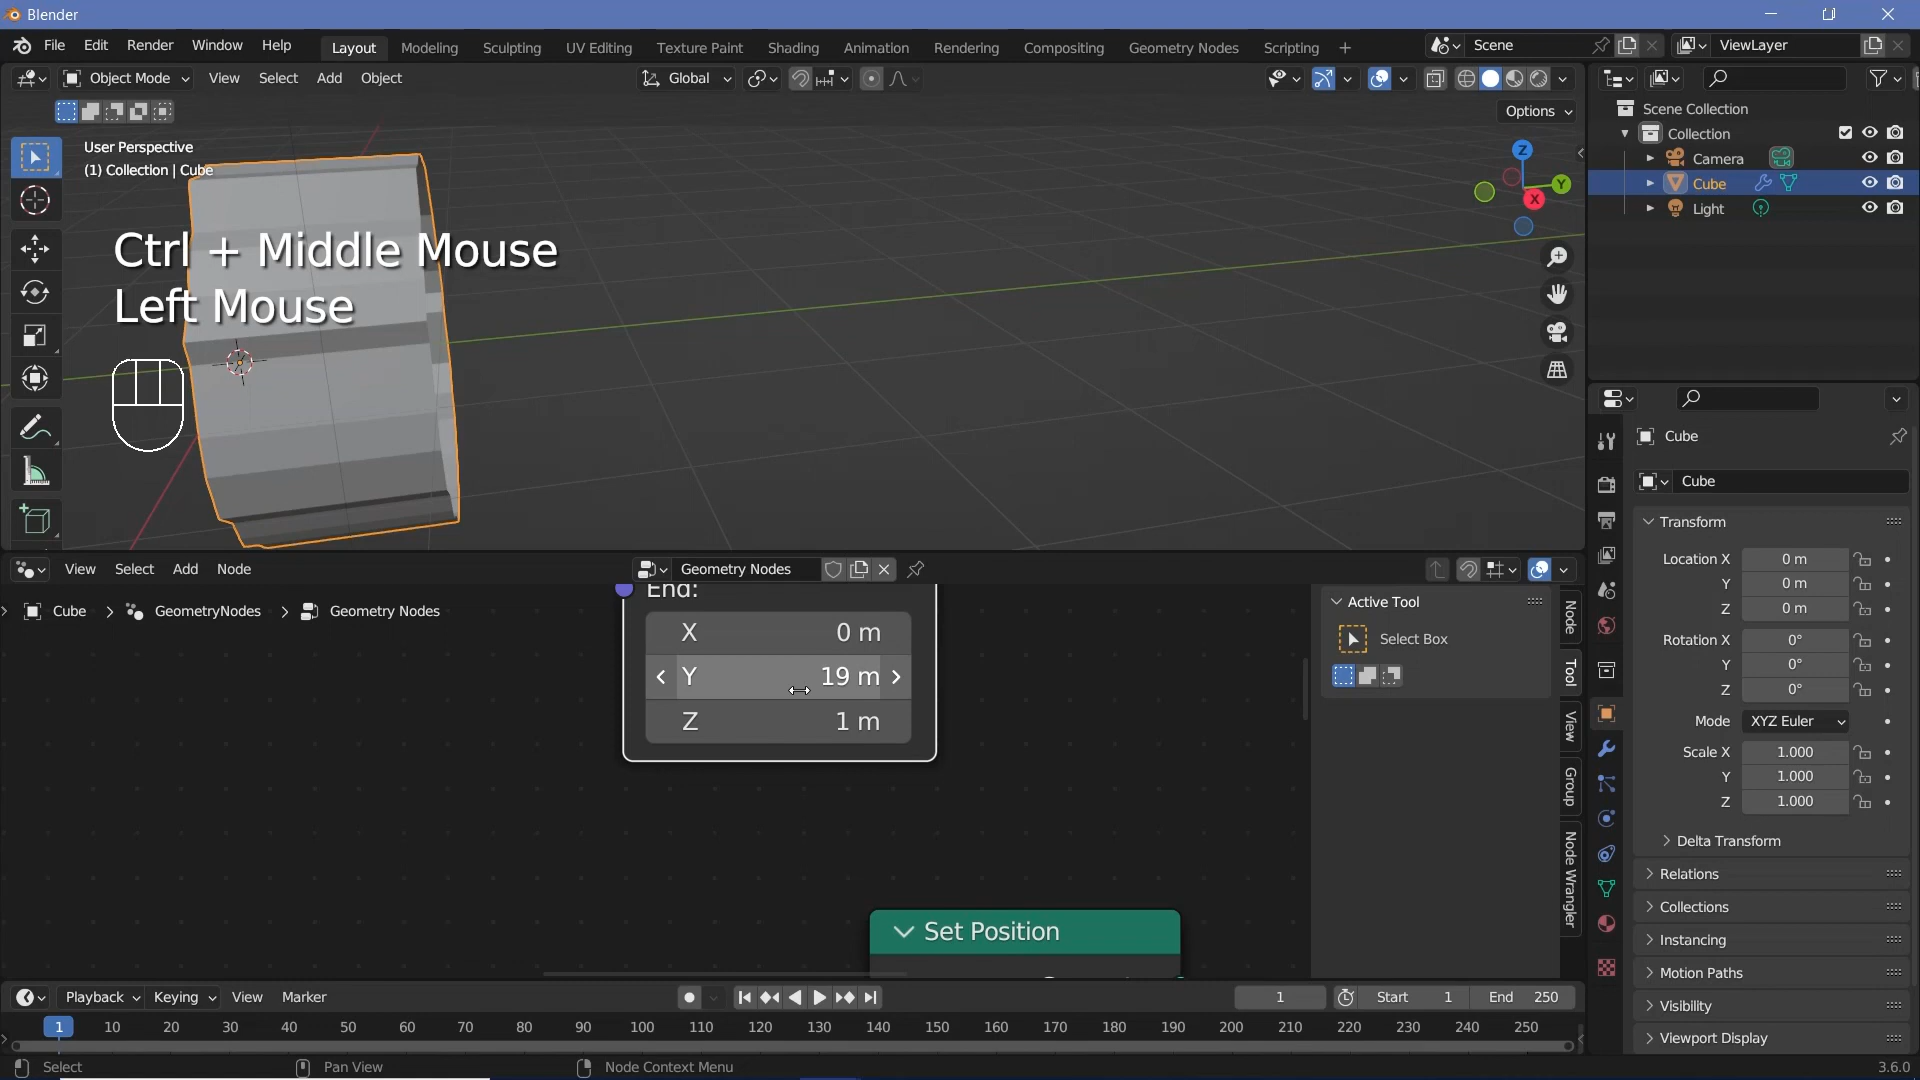 Blender
File Edit Render Window Help
Layout Modeling Sculpting UV Editing Texture Paint Shading Animation Rendering Compositing Geometry Nodes Scripting +
Scene
ViewLayer
Object Mode View Select Add Object
Global
Options
User Perspective
(1) Collection | Cube
Ctrl + Middle Mouse
Left Mouse
Z
Y
X
Scene Collection
Collection
Camera
Cube
Light
Cube
Cube
Transform
Location X 0 m
Y 0 m
Z 0 m
Rotation X 0°
Y 0°
Z 0°
Mode XYZ Euler
Scale X 1.000
Y 1.000
Z 1.000
Delta Transform
Relations
Collections
Instancing
Motion Paths
Visibility
Viewport Display
View Select Add Node
Geometry Nodes
Cube > GeometryNodes > Geometry Nodes
End:
X 0 m
Y 19 m
Z 1 m
Set Position
Active Tool
Select Box
Node
Tool
View
Group
Node Wrangler
Playback Keying View Marker
1
Start 1
End 250
1 10 20 30 40 50 60 70 80 90 100 110 120 130 140 150 160 170 180 190 200 210 220 230 240 250
Select
Pan View
Node Context Menu
3.6.0